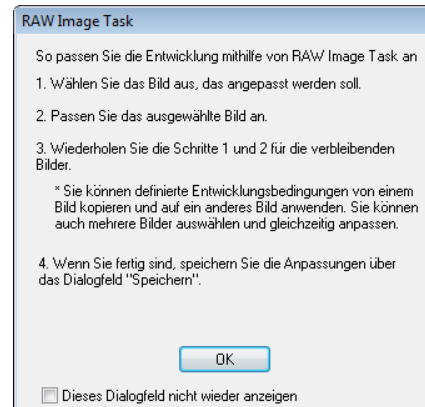 RAW Image Task
So passen Sie die Entwicklung mithilfe von RAW Image Task an
1. Wählen Sie das Bild aus, das angepasst werden soll.
2. Passen Sie das ausgewählte Bild an.
3. Wiederholen Sie die Schritte 1 und 2 für die verbleibenden
Bilder.
* Sie können definierte Entwicklungsbedingungen von einem
Bild kopieren und auf ein anderes Bild anwenden. Sie können
auch mehrere Bilder auswählen und gleichzeitig anpassen.
4. Wenn Sie fertig sind, speichern Sie die Anpassungen über
das Dialogfeld "Speichern".
OK
Dieses Dialogfeld nicht wieder anzeigen